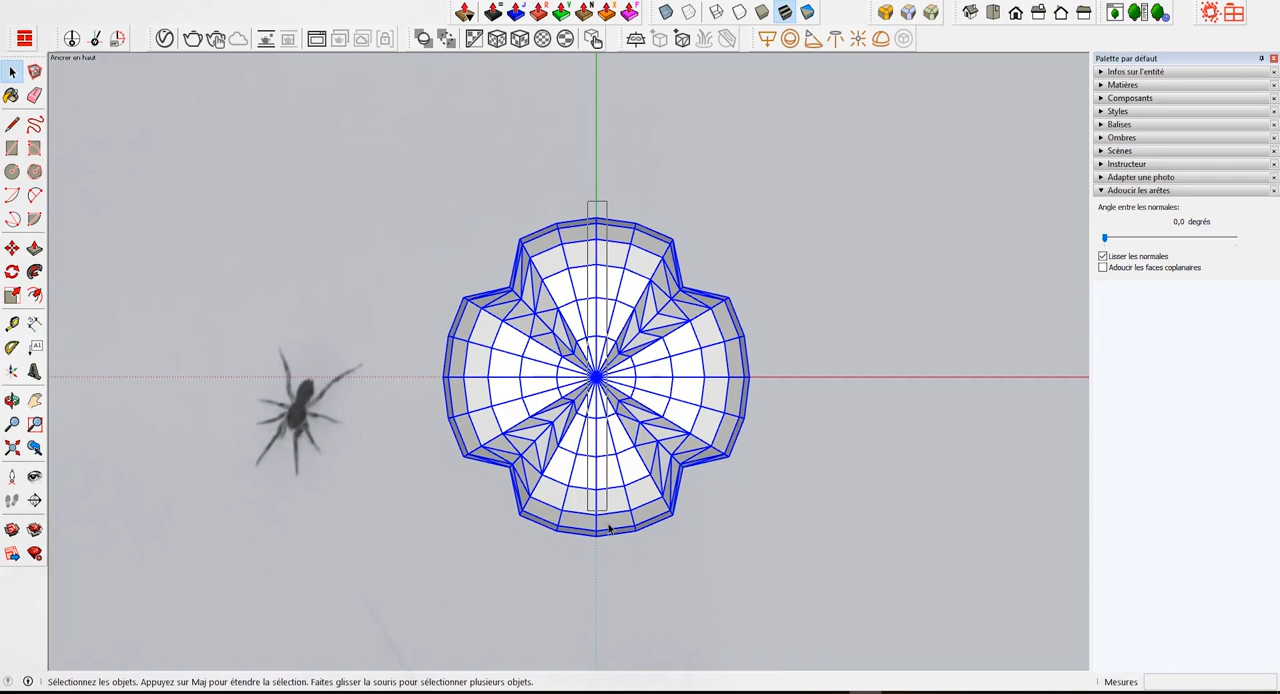 Ancrer en haut
Palette par défaut
Infos sur l'entité
Matières
Composants
Styles
Balises
Ombres
Scènes
Instructeur
Adapter une photo
Adoucir les arêtes
Angle entre les normales:
0,0 degrés
Lisser les normales
Adoucir les faces coplanaires
Sélectionnez les objets. Appuyez sur Maj pour étendre la sélection. Faites glisser la souris pour sélectionner plusieurs objets.
Mesures